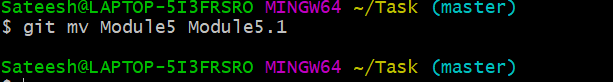 Sateesh@LAPTOP-5I3FRSRO MINGW64 ~/Task (master)
$ git mv Module5 Module5.1
Sateesh@LAPTOP-5I3FRSRO MINGW64 ~/Task (master)